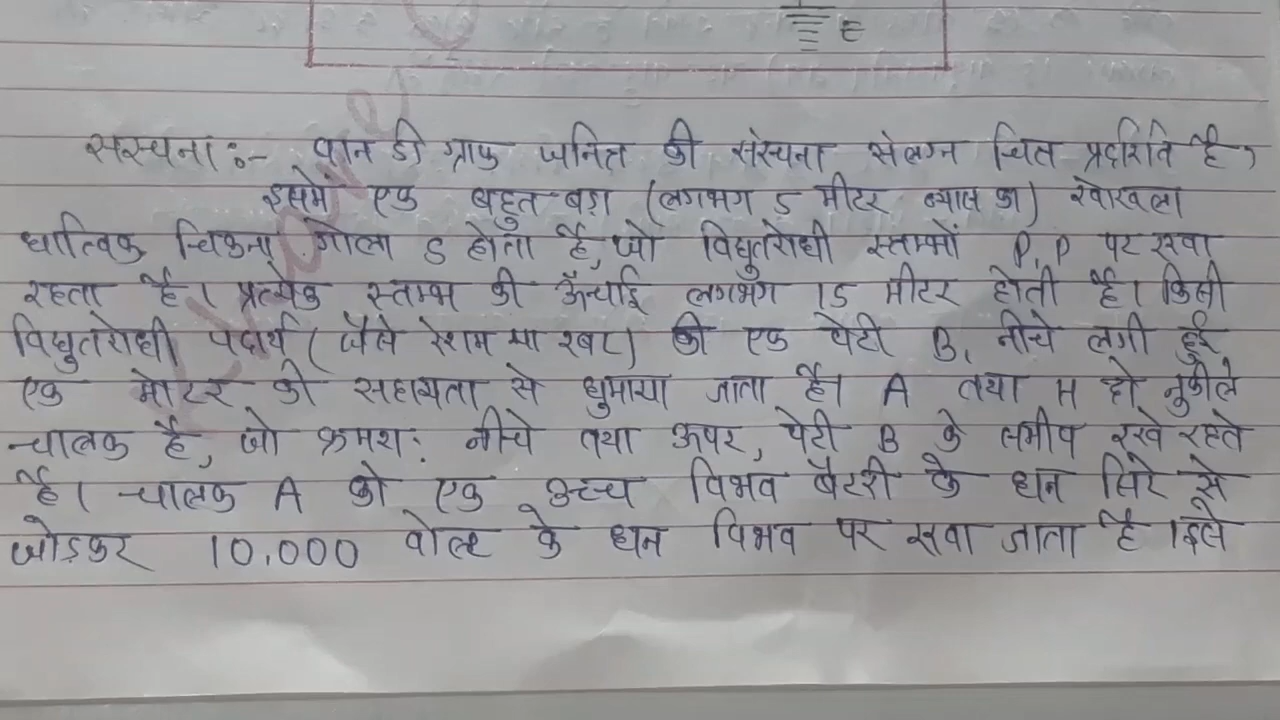 E
संरचना :- वान डी ग्राफ जनित्र की संरचना संलग्न चित्र प्रदर्शित है,
इसमें एक बहुत-बड़ा (लगभग 5 मीटर व्यास का) खोखला
धात्विक चिकना गोला S होता है, जो विद्युतरोधी स्तम्भों P, P पर रखा
रहता है। प्रत्येक स्तम्भ की ऊँचाई लगभग 15 मीटर होती है। किसी
विद्युतरोधी पदार्थ (जैसे रेशम या रबर) की एक पेटी B, नीचे लगी हुई
एक मोटर की सहायता से घुमाया जाता है। A तथा H दो नुकीले
चालक है, जो क्रमश: नीचे तथा ऊपर, पेटी B के समीप रखे रहते
है। चालक A को एक उच्च विभव बैटरी के धन सिरे से
जोड़कर 10,000 वोल्ट के धन विभव पर रखा जाता है। इसे